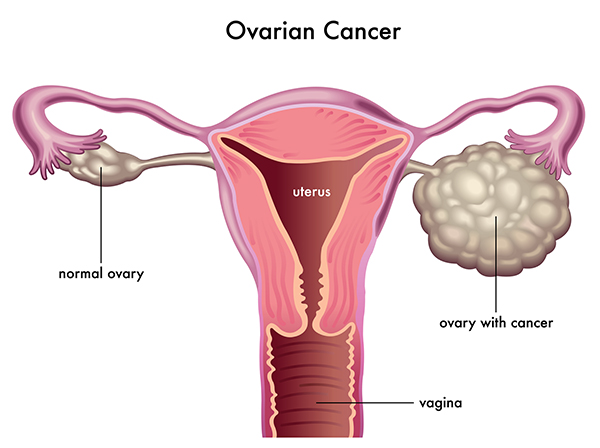 Ovarian Cancer
uterus
normal ovary
ovary with cancer
vagina